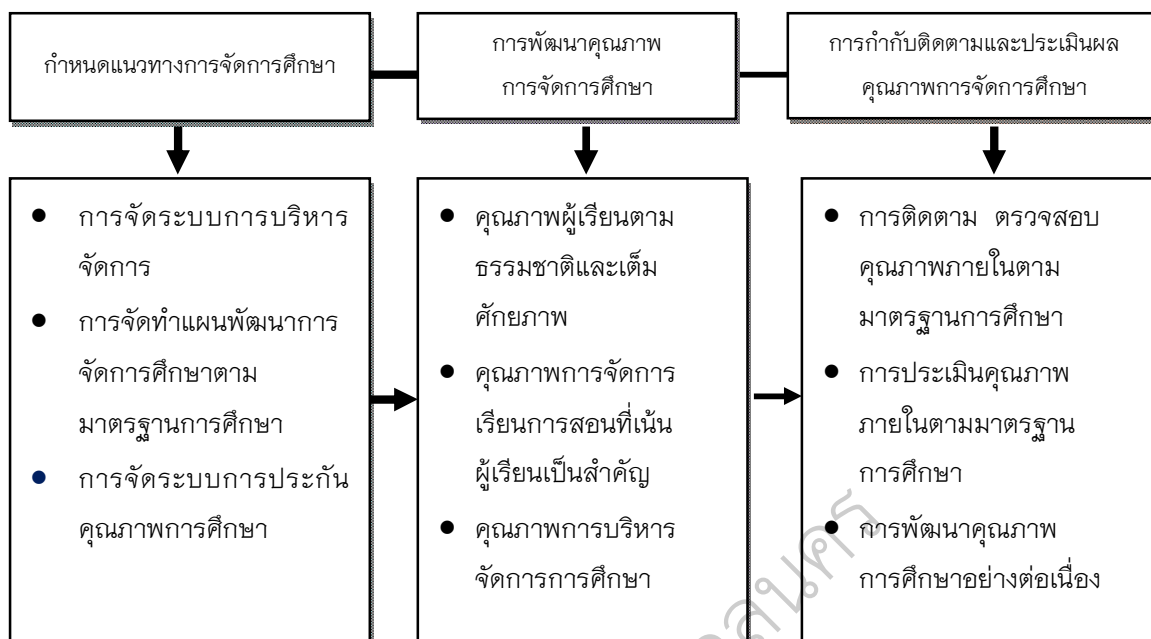 กำหนดแนวทางการจัดการศึกษา
การพัฒนาคุณภาพ
การจัดการศึกษา
การกำกับติดตามและประเมินผล
คุณภาพการจัดการศึกษา
● การจัดระบบการบริหาร
จัดการ
● การจัดทำแผนพัฒนาการ
จัดการศึกษาตาม
มาตรฐานการศึกษา
● การจัดระบบการประกัน
คุณภาพการศึกษา
● คุณภาพผู้เรียนตาม
ธรรมชาติและเต็ม
ศักยภาพ
● คุณภาพการจัดการ
เรียนการสอนที่เน้น
ผู้เรียนเป็นสำคัญ
● คุณภาพการบริหาร
จัดการการศึกษา
● การติดตาม ตรวจสอบ
คุณภาพภายในตาม
มาตรฐานการศึกษา
● การประเมินคุณภาพ
ภายในตามมาตรฐาน
การศึกษา
● การพัฒนาคุณภาพ
การศึกษาอย่างต่อเนื่อง